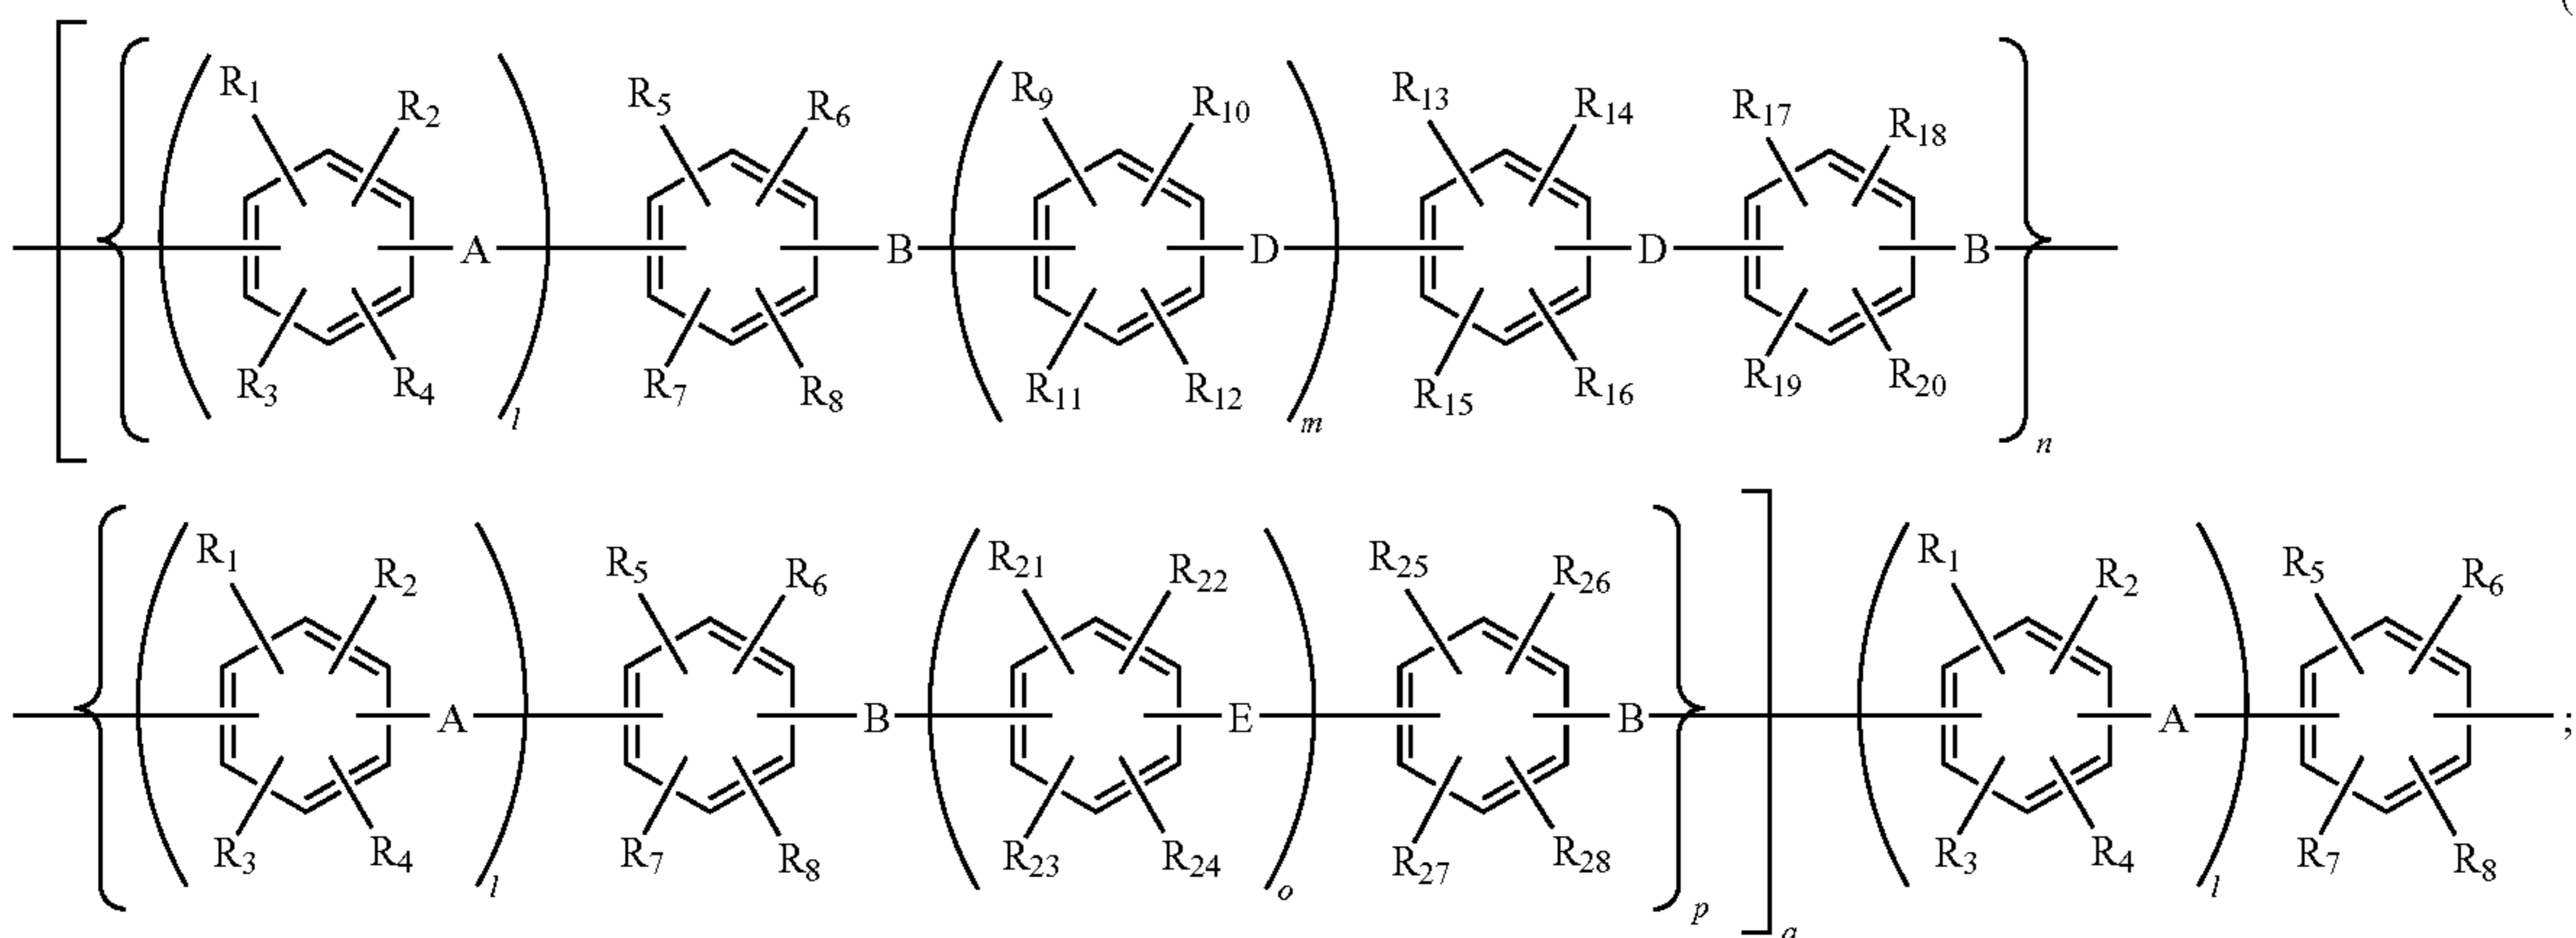 (
R1 R2 R5 R6 R9 R10 R13 R14 R17 R18
A B D D B
R3 R4 l R7 R8 R11 R12 m R15 R16 R19 R20 n
R1 R2 R5 R6 R21 R22 R25 R26 R1 R2 R5 R6
A B E B A ;
R3 R4 l R7 R8 R23 R24 o R27 R28 p q R3 R4 l R7 R8